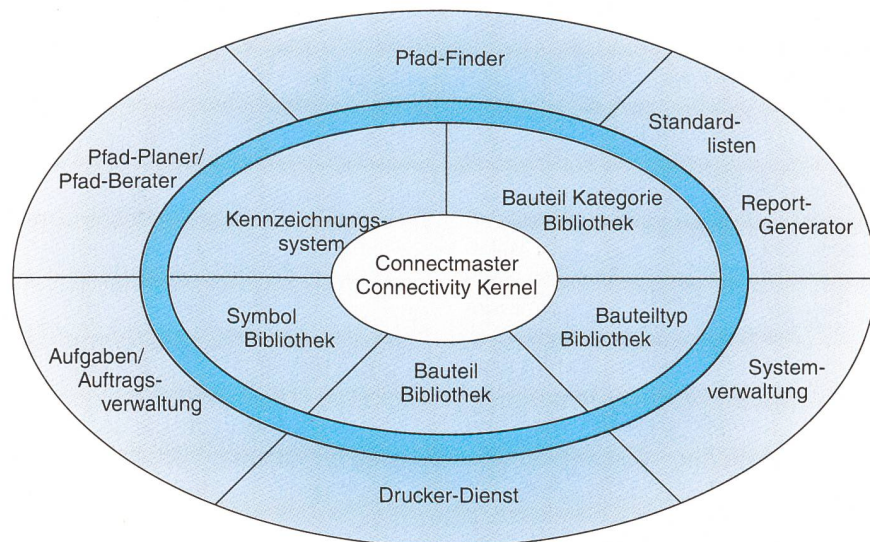 Pfad-Finder
Standard-
listen
Pfad-Planer/
Pfad-Berater
Report-
Generator
Kennzeichnungs-
system
Bauteil Kategorie
Bibliothek
Connectmaster
Connectivity Kernel
Symbol
Bibliothek
Bauteiltyp
Bibliothek
Bauteil
Bibliothek
Aufgaben/
Auftrags-
verwaltung
System-
verwaltung
Drucker-Dienst